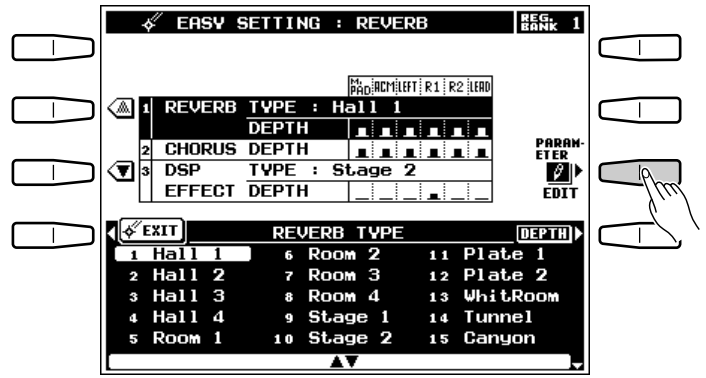 EASY SETTING : REVERB
REG. BANK 1
M. PAD ACM LEFT R1 R2 LEAD
1 REVERB TYPE : Hall 1
DEPTH
2 CHORUS DEPTH
3 DSP TYPE : Stage 2
EFFECT DEPTH
PARAM-
ETER
EDIT
EXIT REVERB TYPE DEPTH
1 Hall 1 6 Room 2 11 Plate 1
2 Hall 2 7 Room 3 12 Plate 2
3 Hall 3 8 Room 4 13 WhitRoom
4 Hall 4 9 Stage 1 14 Tunnel
5 Room 1 10 Stage 2 15 Canyon